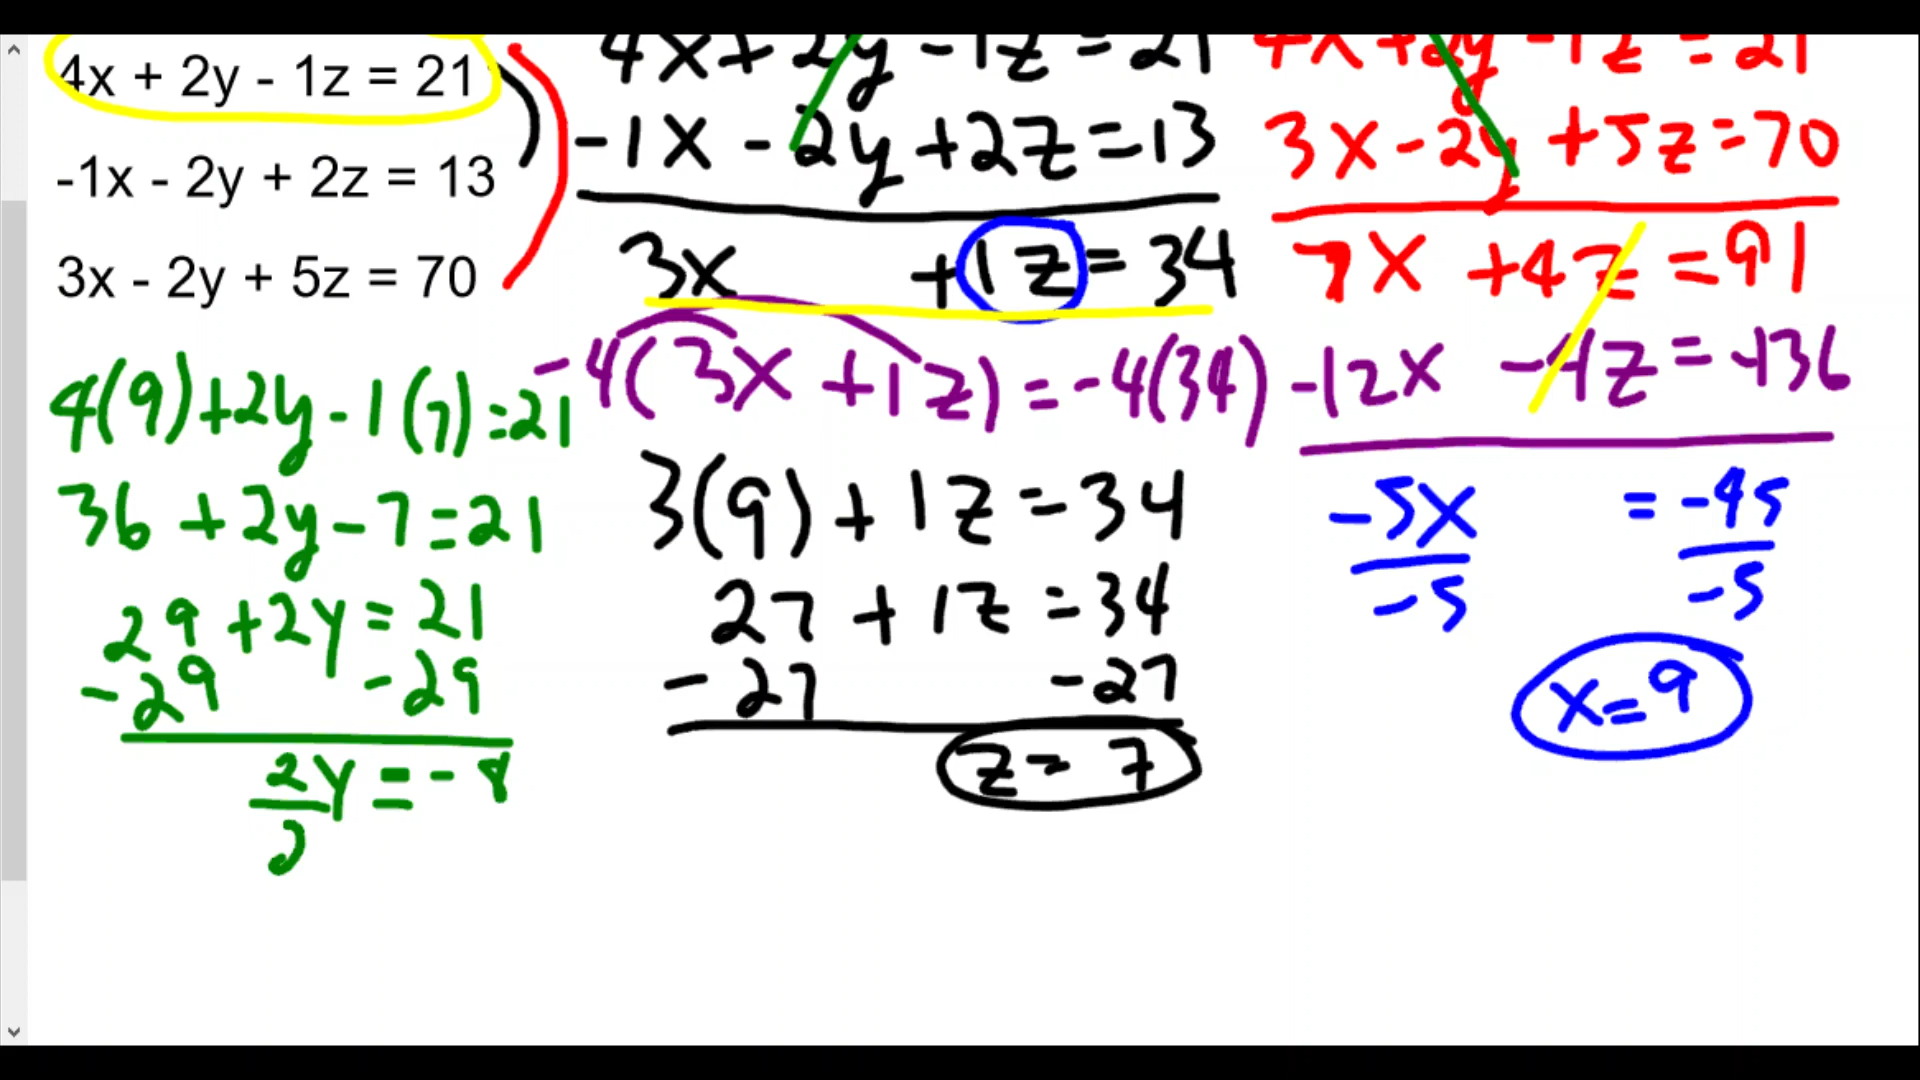 4x + 2y - 1z = 21
-1x - 2y + 2z = 13
3x - 2y + 5z = 70
4(9)+2y-1(7)=21
36 +2y-7=21
29 +2y= 21
-29 -29
2y = - 8
2
4x+ 2y -1z = 21
-1x - 2y +2z =13
3x +1z = 34
-4(3x +1z) = -4(34)
3(9) + 1z = 34
27 + 1z = 34
-27 -27
z = 7
4x +2y -1z = 21
3x -2y +5z = 70
7x +4z = 91
-12x -4z = -136
-5x = -45
-5 -5
x = 9